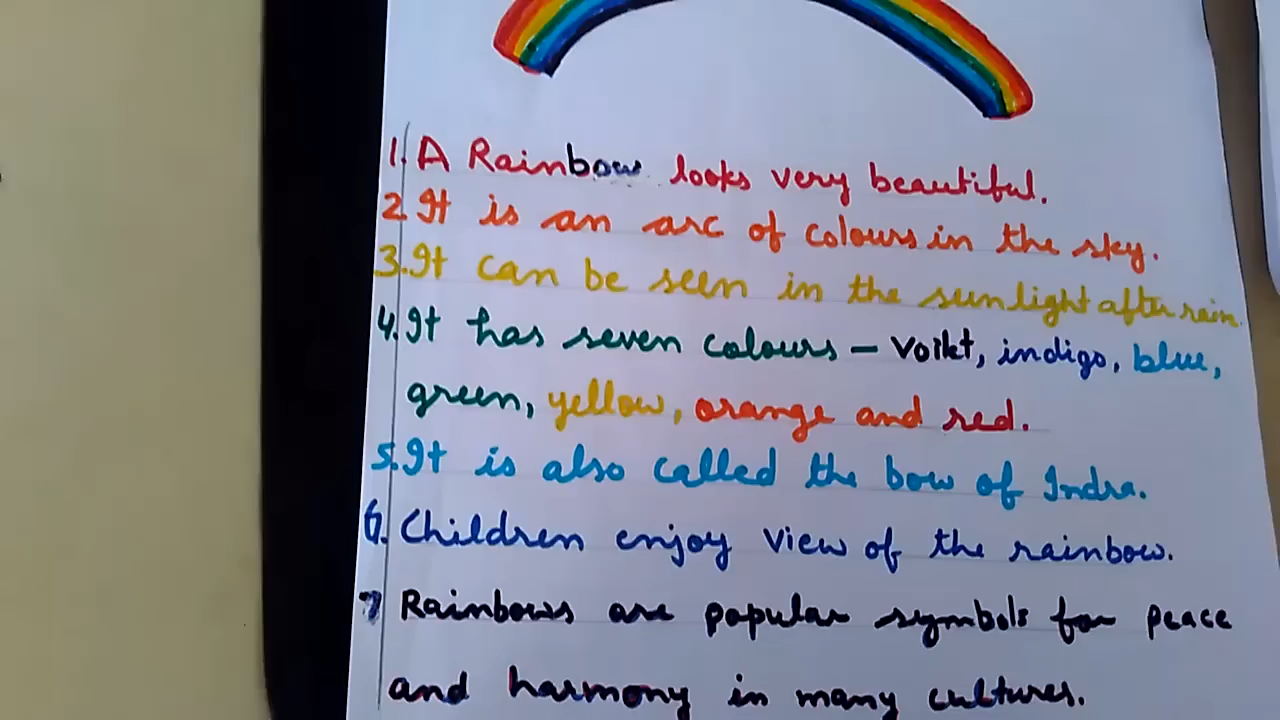 1. A Rainbow looks very beautiful.
2. It is an arc of colours in the sky.
3. It can be seen in the sunlight after rain.
4. It has seven colours – Voilet, indigo, blue,
green, yellow, orange and red.
5. It is also called the bow of Indra.
6. Children enjoy view of the rainbow.
7 Rainbows are popular symbols for peace
and harmony in many cultures.